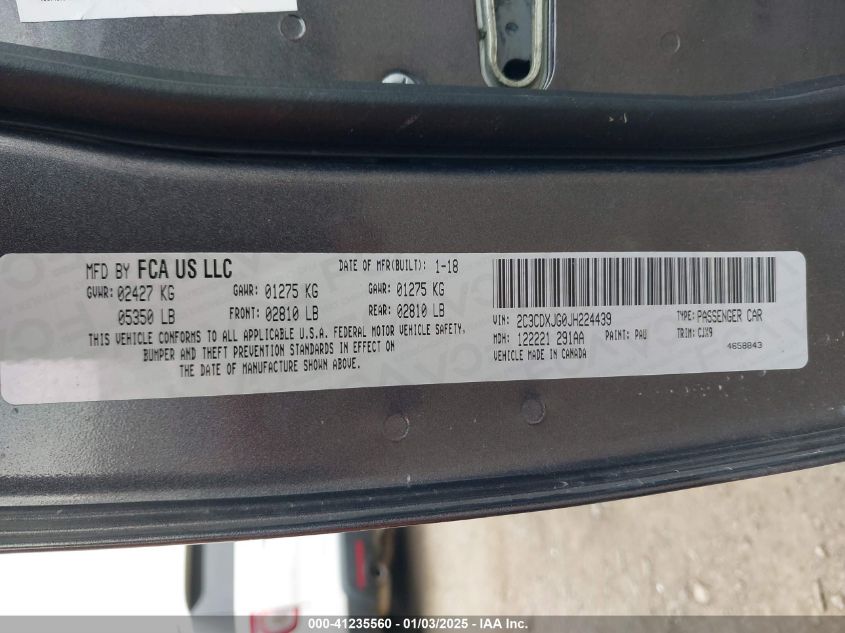 MFD BY FCA US LLC DATE OF MFR(BUILT): 1-18
GVWR: 02427 KG GAWR: 01275 KG GAWR: 01275 KG
05350 LB FRONT: 02810 LB REAR: 02810 LB
THIS VEHICLE CONFORMS TO ALL APPLICABLE U.S.A. FEDERAL MOTOR VEHICLE SAFETY,
BUMPER AND THEFT PREVENTION STANDARDS IN EFFECT ON
THE DATE OF MANUFACTURE SHOWN ABOVE.
VIN: 2C3CDXJG0JH224439 TYPE: PASSENGER CAR
MDH: 122221 291AA PAINT: PAU TRIM: CJX9
VEHICLE MADE IN CANADA 4658843
000-41235560 - 01/03/2025 - IAA Inc.